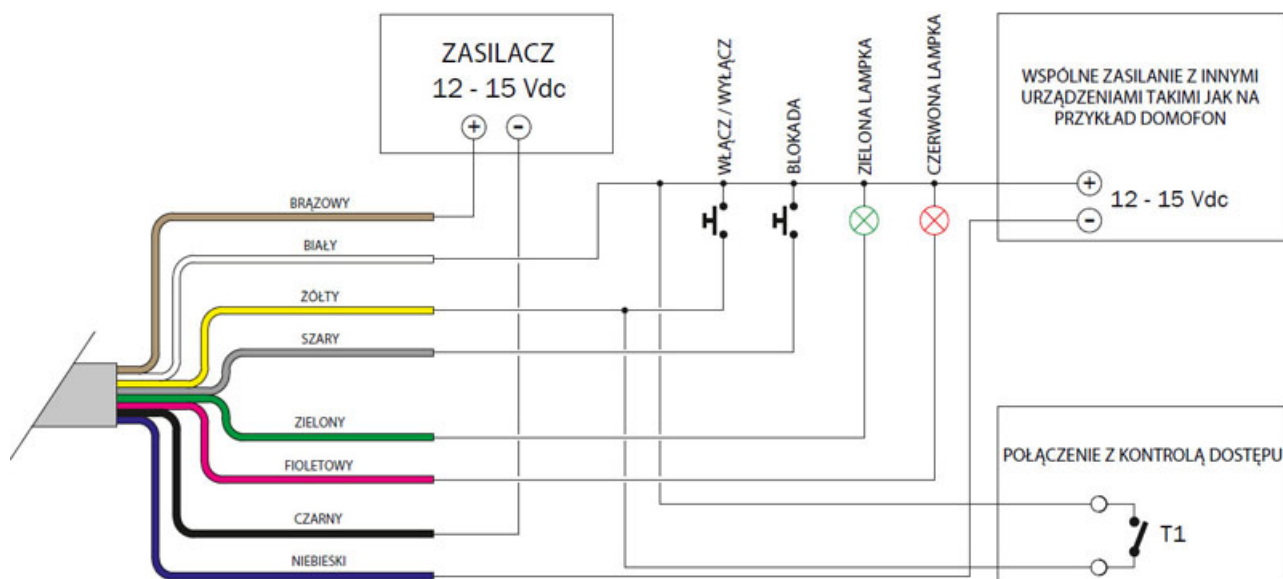 ZASILACZ
12 - 15 Vdc
+ -
WŁĄCZ / WYŁĄCZ
BLOKADA
ZIELONA LAMPKA
CZERWONA LAMPKA
WSPÓLNE ZASILANIE Z INNYMI
URZĄDZENIAMI TAKIMI JAK NA
PRZYKŁAD DOMOFON
+
12 - 15 Vdc
-
BRĄZOWY
BIAŁY
ŻÓŁTY
SZARY
ZIELONY
FIOLETOWY
CZARNY
NIEBIESKI
POŁĄCZENIE Z KONTROLĄ DOSTĘPU
T1